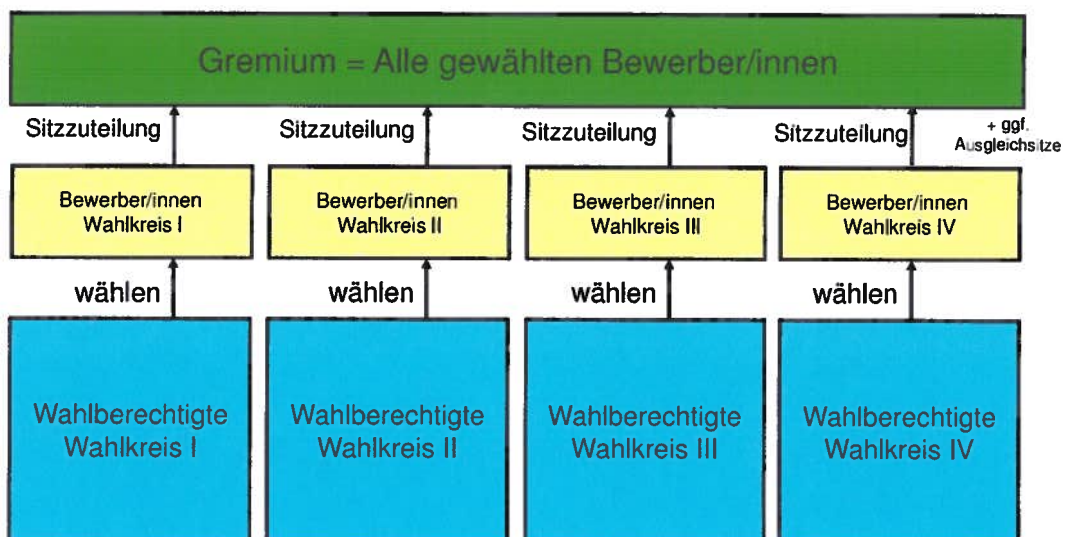 Gremium = Alle gewählten Bewerber/innen
Sitzzuteilung
Sitzzuteilung
Sitzzuteilung
Sitzzuteilung
+ ggf.
Ausgleichsitze
Bewerber/innen
Wahlkreis I
Bewerber/innen
Wahlkreis II
Bewerber/innen
Wahlkreis III
Bewerber/innen
Wahlkreis IV
wählen
wählen
wählen
wählen
Wahlberechtigte
Wahlkreis I
Wahlberechtigte
Wahlkreis II
Wahlberechtigte
Wahlkreis III
Wahlberechtigte
Wahlkreis IV